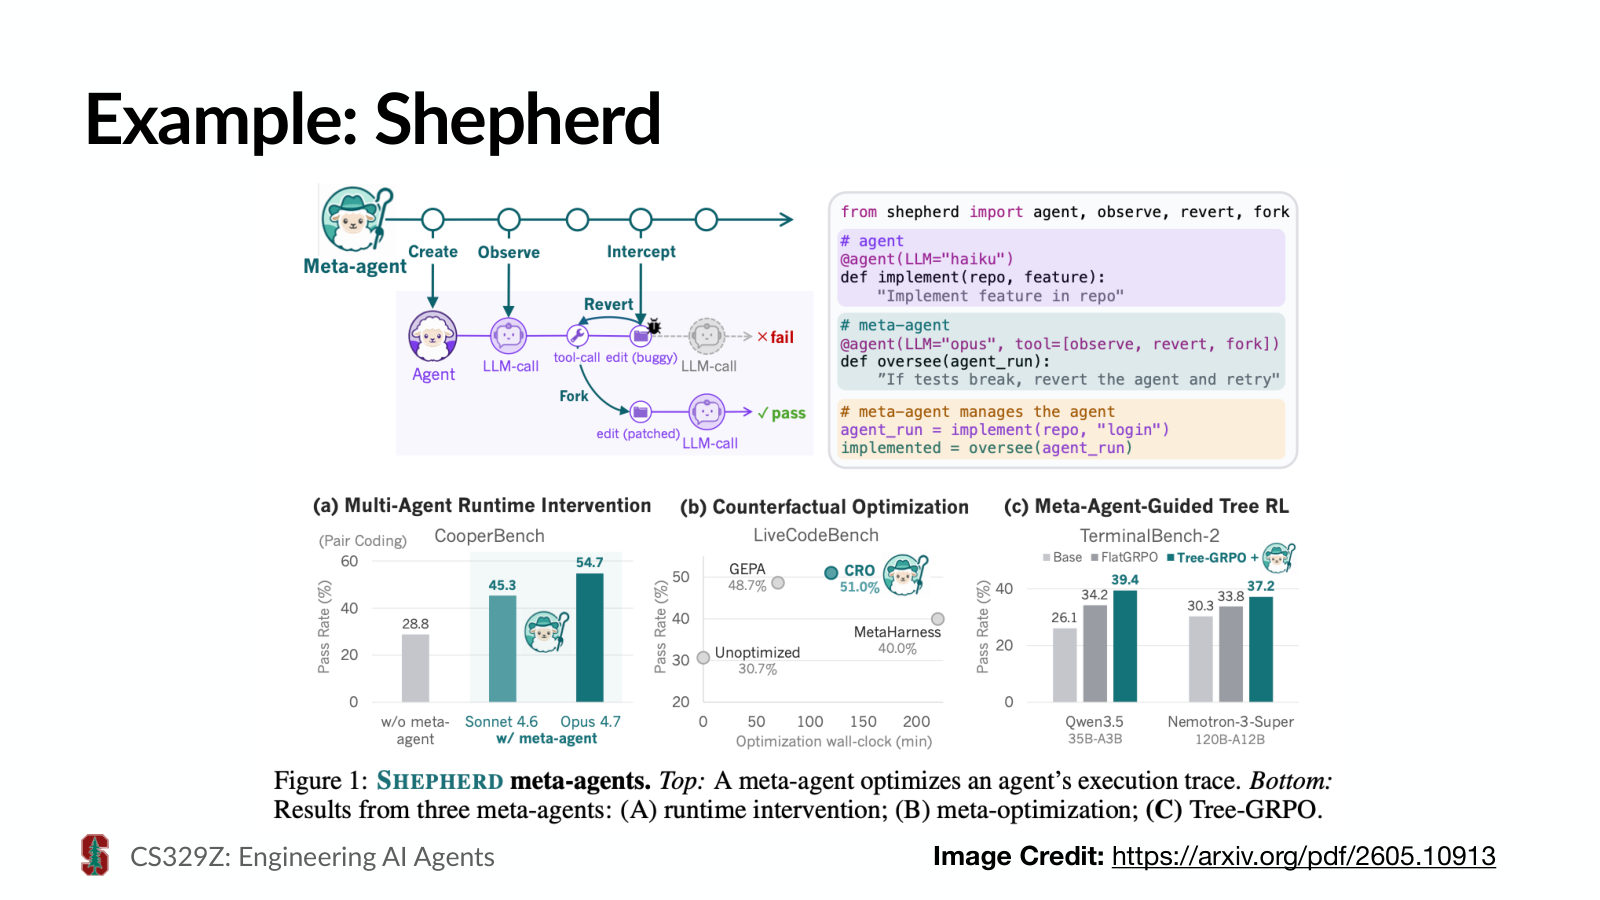 Example: Shepherd
Meta-agent
Create
Observe
Intercept
Revert
Agent
LLM-call
tool-call
edit (buggy)
LLM-call
× fail
Fork
edit (patched)
LLM-call
✓ pass
from shepherd import agent, observe, revert, fork
# agent
@agent(LLM="haiku")
def implement(repo, feature):
"Implement feature in repo"
# meta-agent
@agent(LLM="opus", tool=[observe, revert, fork])
def oversee(agent_run):
"If tests break, revert the agent and retry"
# meta-agent manages the agent
agent_run = implement(repo, "login")
implemented = oversee(agent_run)
(a) Multi-Agent Runtime Intervention
(Pair Coding)
CooperBench
Pass Rate (%)
60
40
20
0
28.8
45.3
54.7
w/o meta-
agent
Sonnet 4.6
Opus 4.7
w/ meta-agent
(b) Counterfactual Optimization
LiveCodeBench
Pass Rate (%)
50
40
30
20
GEPA
48.7%
CRO
51.0%
MetaHarness
40.0%
Unoptimized
30.7%
0
50
100
150
200
Optimization wall-clock (min)
(c) Meta-Agent-Guided Tree RL
TerminalBench-2
Base
FlatGRPO
Tree-GRPO +
Pass Rate (%)
40
20
0
26.1
34.2
39.4
30.3
33.8
37.2
Qwen3.5
35B-A3B
Nemotron-3-Super
120B-A12B
Figure 1: SHEPHERD meta-agents. Top: A meta-agent optimizes an agent's execution trace. Bottom:
Results from three meta-agents: (A) runtime intervention; (B) meta-optimization; (C) Tree-GRPO.
CS329Z: Engineering AI Agents
Image Credit: https://arxiv.org/pdf/2605.10913